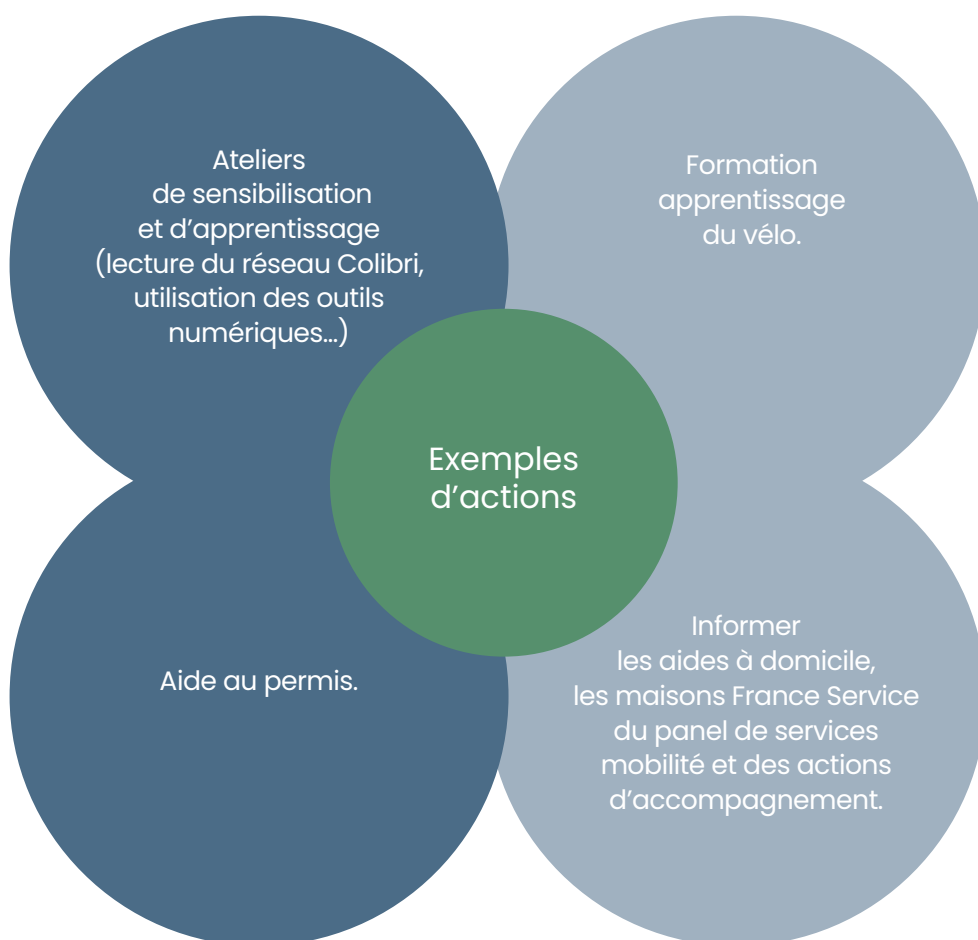 Ateliers
de sensibilisation
et d'apprentissage
(lecture du réseau Colibri,
utilisation des outils
numériques...)
Formation
apprentissage
du vélo.
Exemples
d'actions
Aide au permis.
Informer
les aides à domicile,
les maisons France Service
du panel de services
mobilité et des actions
d'accompagnement.